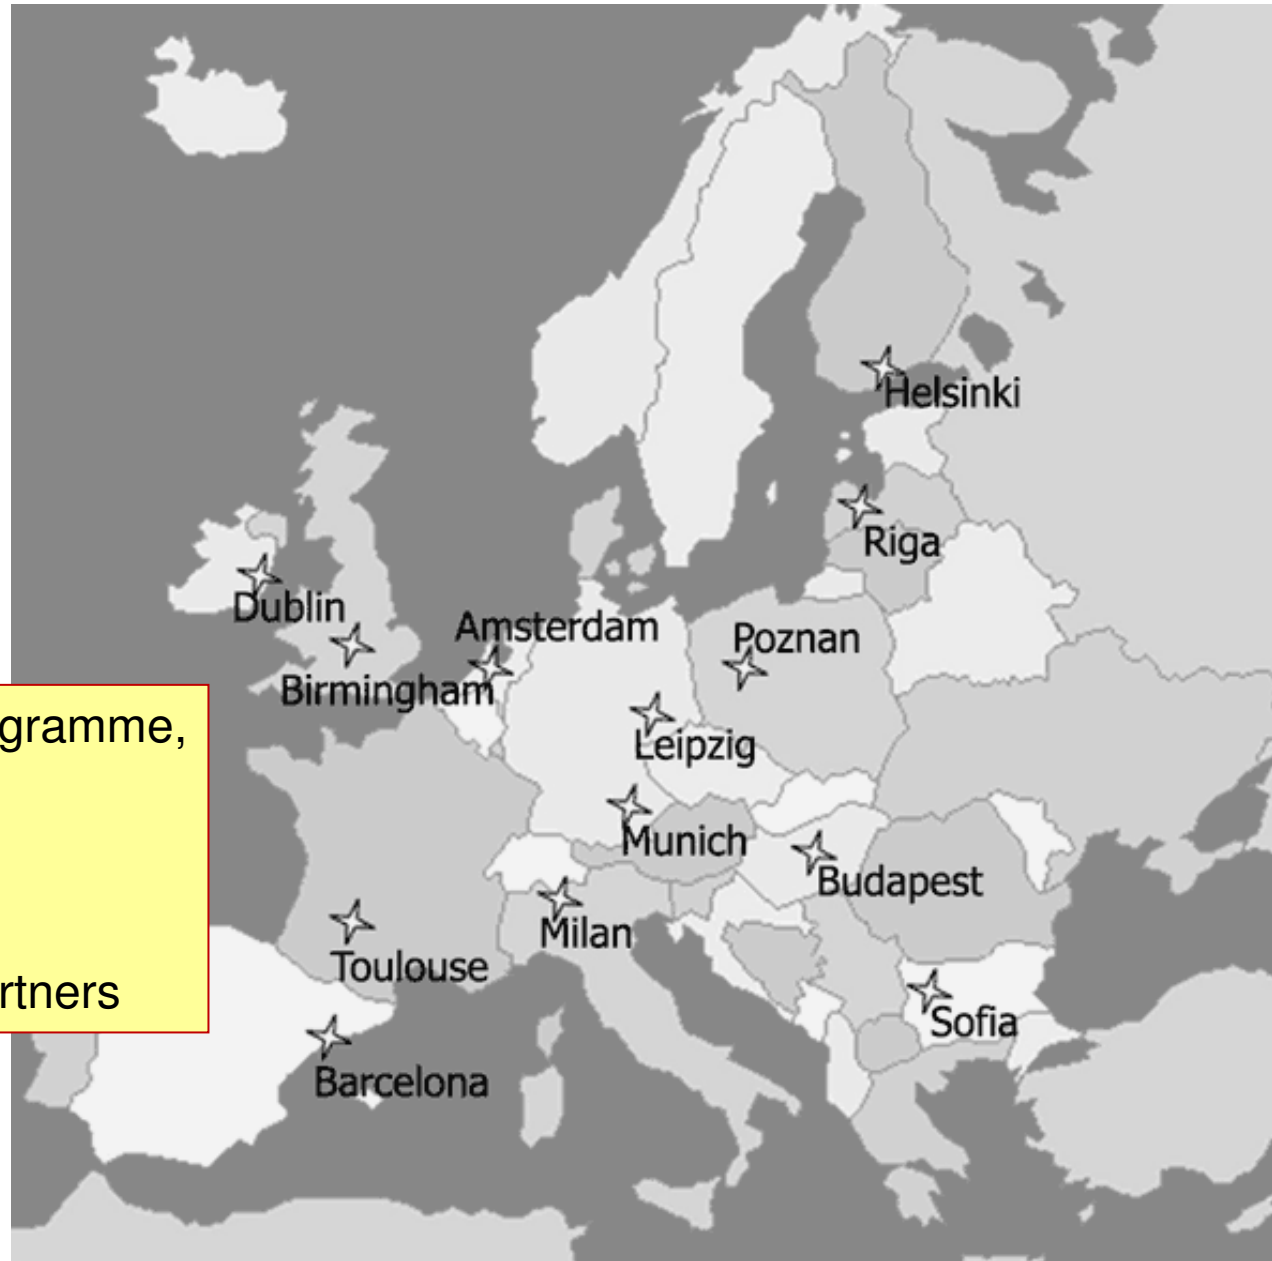 Helsinki
Riga
Dublin
Amsterdam
Poznan
Birmingham
gramme,
Leipzig
Munich
Budapest
Milan
Toulouse
rtners
Sofia
Barcelona